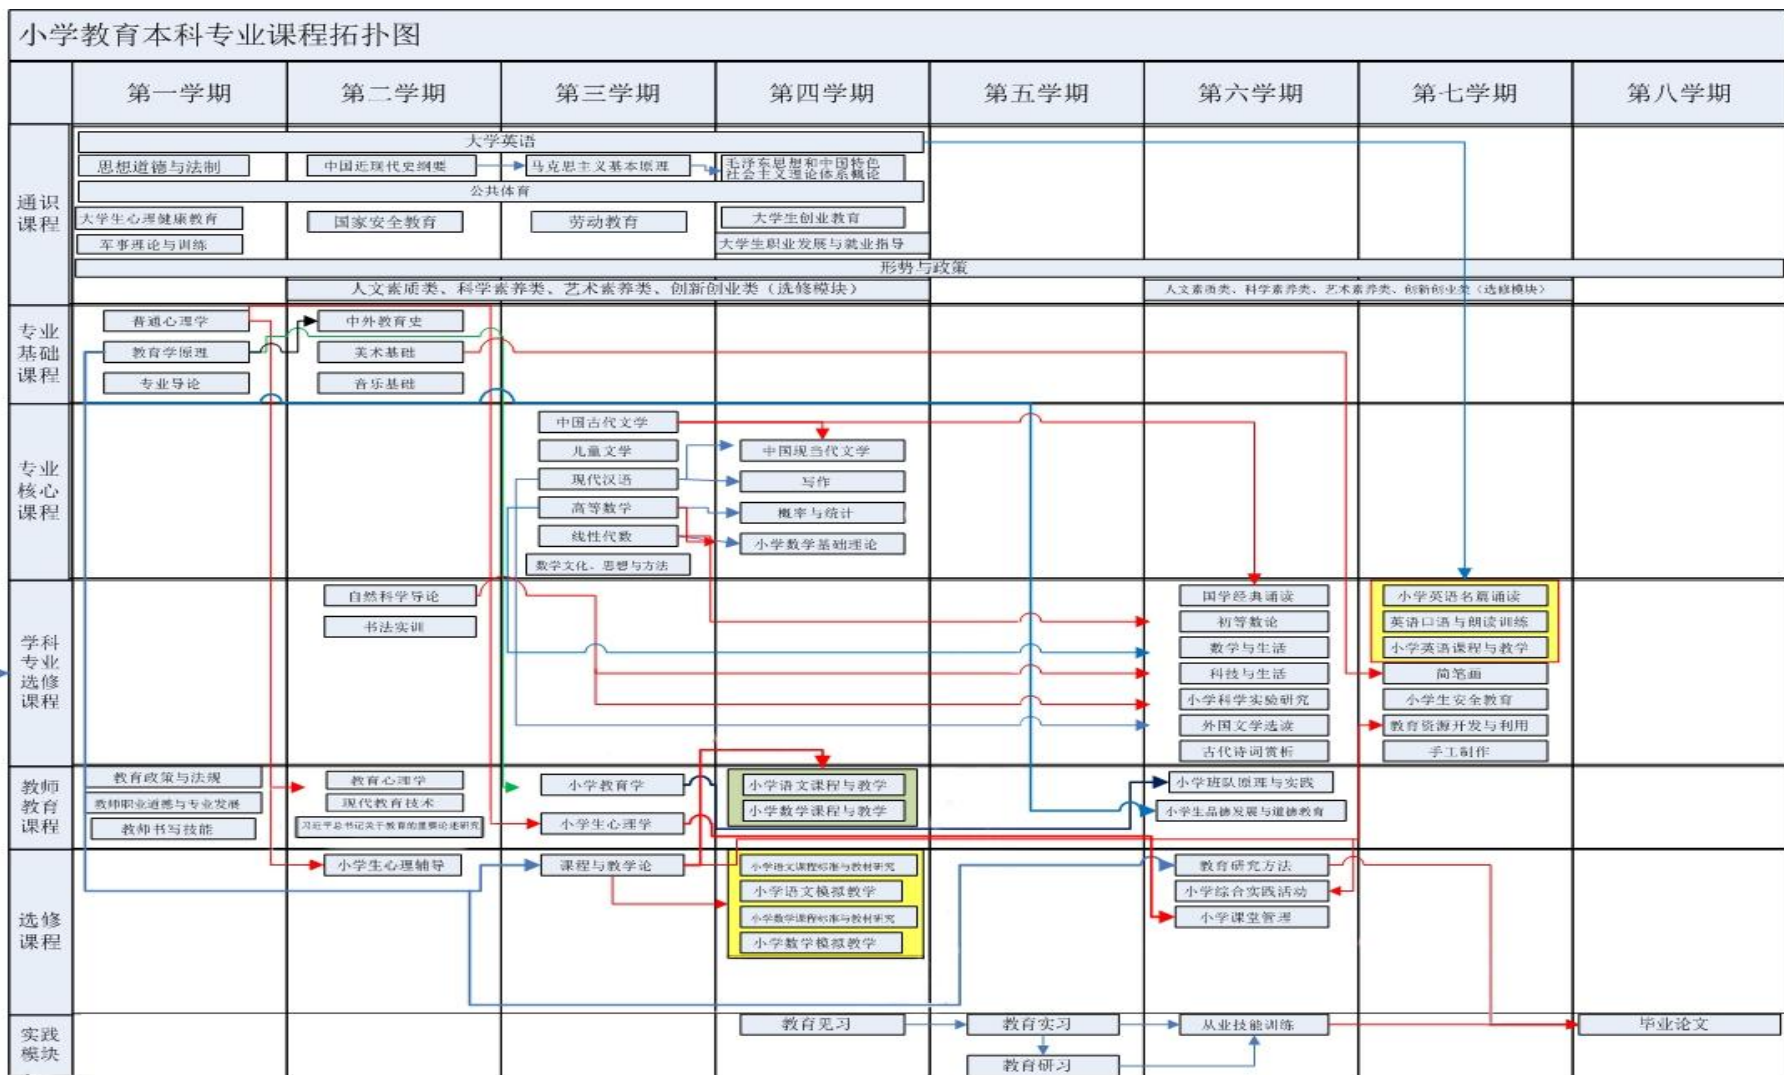 小学教育本科专业课程拓扑图
第一学期
第二学期
第三学期
第四学期
第五学期
第六学期
第七学期
第八学期
通识
课程
大学英语
思想道德与法制
中国近现代史纲要
马克思主义基本原理
毛泽东思想和中国特色
社会主义理论体系概论
公共体育
大学生心理健康教育
国家安全教育
劳动教育
大学生创业教育
军事理论与训练
大学生职业发展与就业指导
形势与政策
人文素质类、科学素养类、艺术素养类、创新创业类（选修模块）
人文素质类、科学素养类、艺术素养类、创新创业类（选修模块）
专业
基础
课程
普通心理学
中外教育史
教育学原理
美术基础
专业导论
音乐基础
专业
核心
课程
中国古代文学
儿童文学
中国现当代文学
现代汉语
写作
高等数学
概率与统计
线性代数
小学数学基础理论
数学文化、思想与方法
学科
专业
选修
课程
自然科学导论
国学经典诵读
小学英语名篇诵读
书法实训
初等数论
英语口语与朗读训练
数学与生活
小学英语课程与教学
科技与生活
简笔画
小学科学实验研究
小学生安全教育
外国文学选读
教育资源开发与利用
古代诗词赏析
手工制作
教师
教育
课程
教育政策与法规
教育心理学
小学教育学
小学语文课程与教学
小学班队原理与实践
教师职业道德与专业发展
现代教育技术
小学数学课程与教学
小学生品德发展与道德教育
教师书写技能
习近平总书记关于教育的重要论述研究
小学生心理学
选修
课程
小学生心理辅导
课程与教学论
小学语文课程标准与教材研究
教育研究方法
小学语文模拟教学
小学综合实践活动
小学数学课程标准与教材研究
小学课堂管理
小学数学模拟教学
实践
模块
教育见习
教育实习
从业技能训练
毕业论文
教育研习